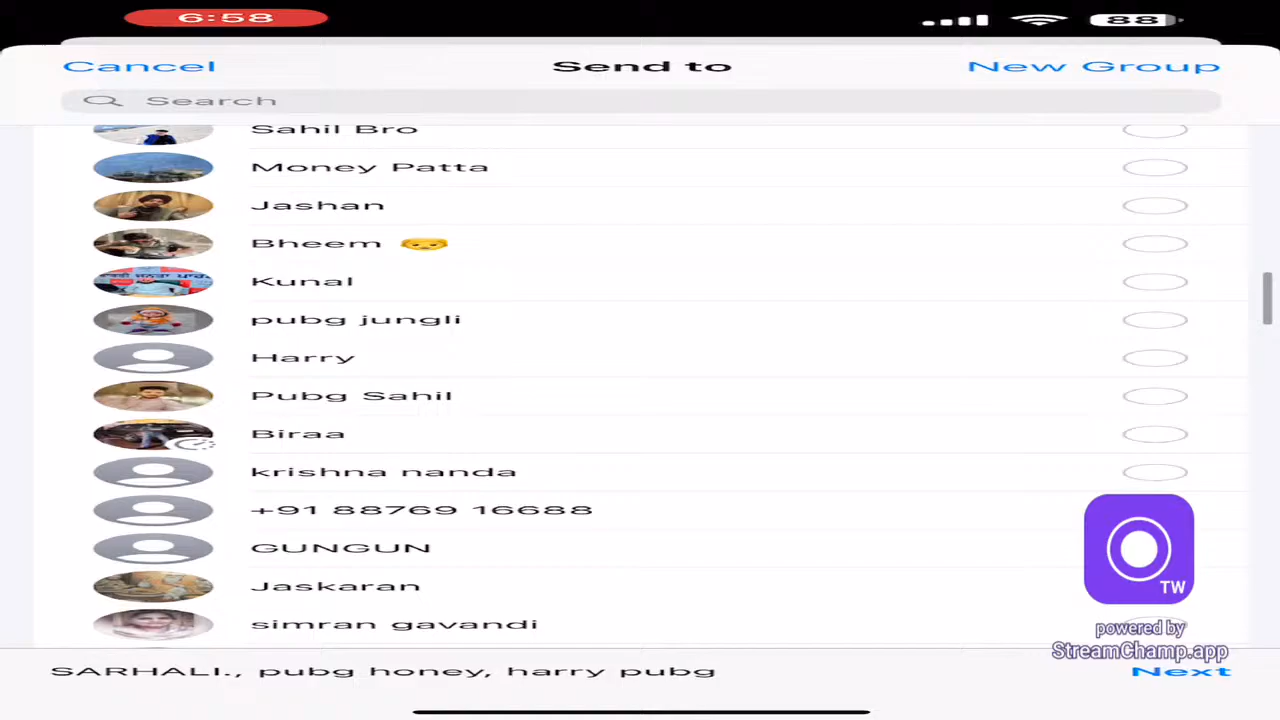 6:58
88
Cancel
Send to
New Group
Search
Sahil Bro
Money Patta
Jashan
Bheem 🐶
Kunal
pubg jungli
Harry
Pubg Sahil
Biraa
krishna nanda
+91 88769 16688
GUNGUN
Jaskaran
simran gavandi
TW
powered by
StreamChamp.app
SARHALI., pubg honey, harry pubg
Next